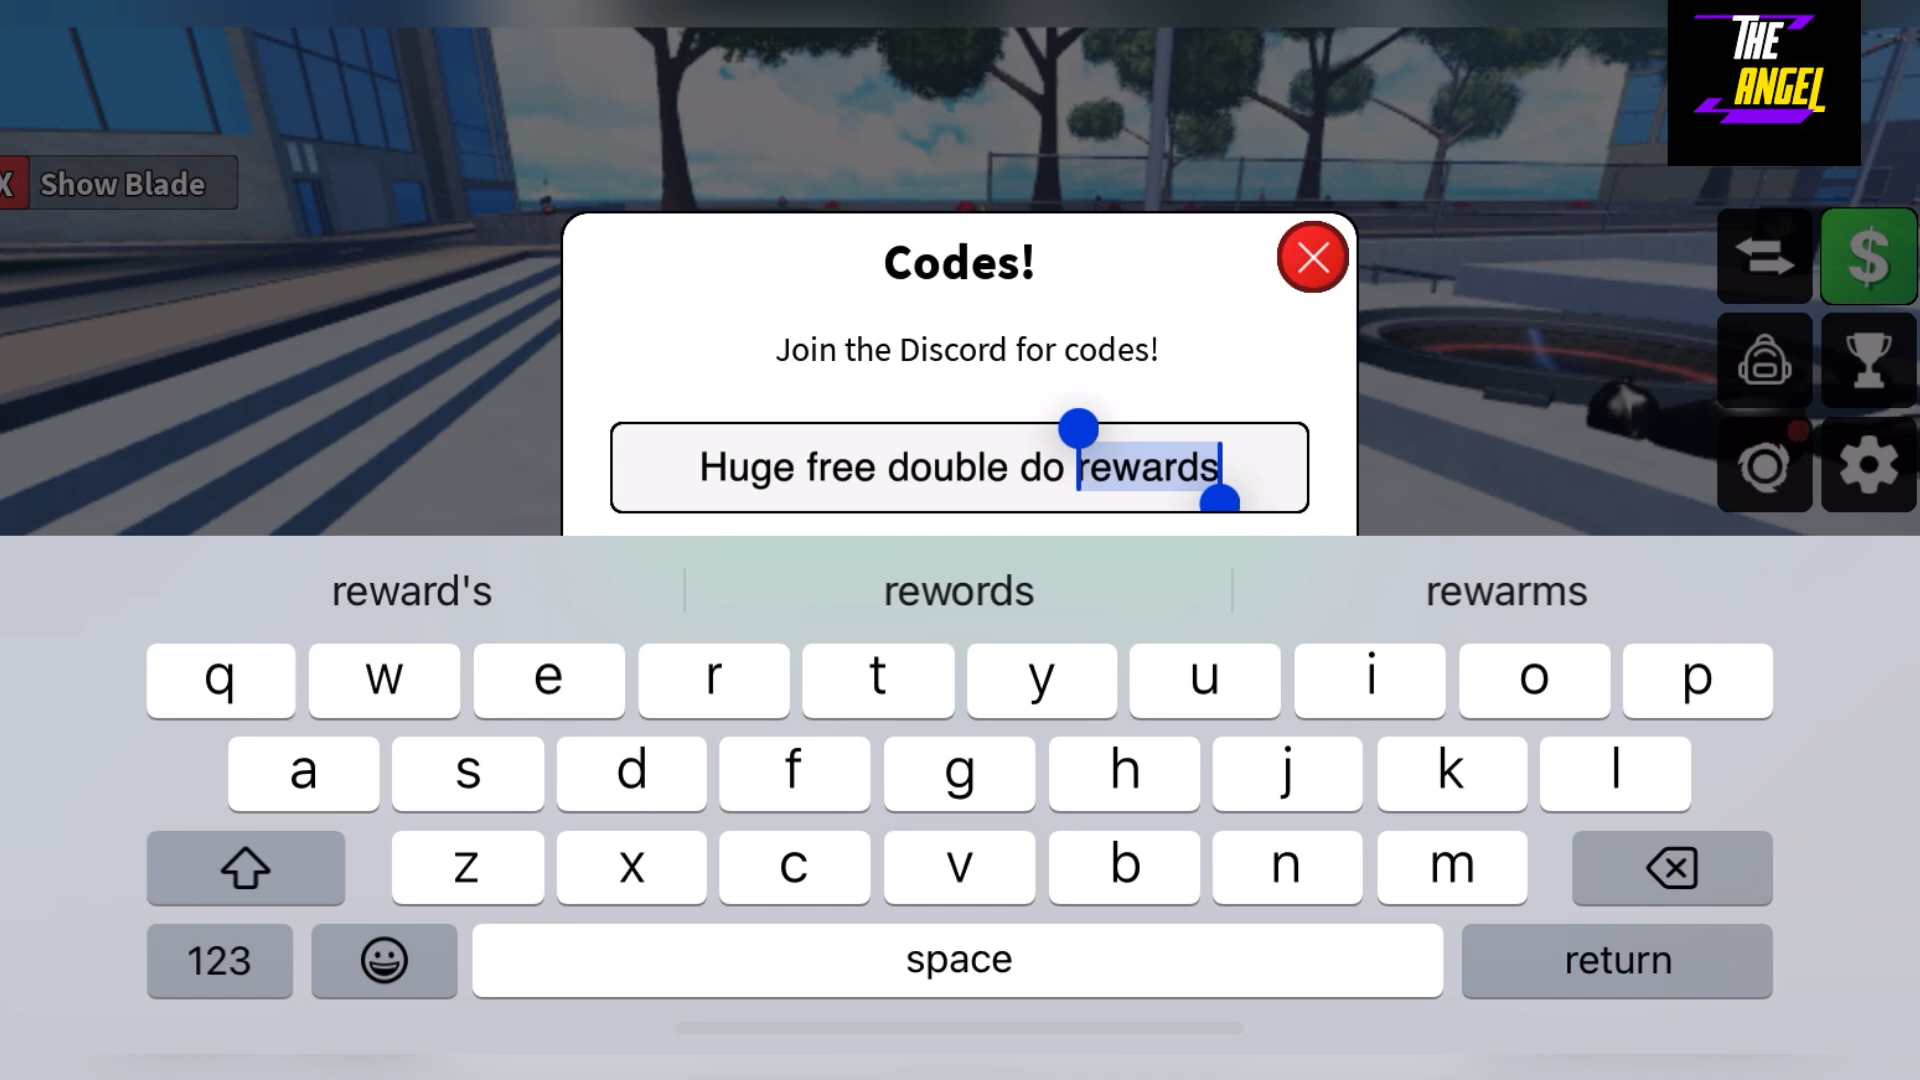 THE
ANGEL
X Show Blade
Codes!
Join the Discord for codes!
Huge free double do rewards
$
reward's rewords rewarms
q w e r t y u i o p
a s d f g h j k l
z x c v b n m
123 space return